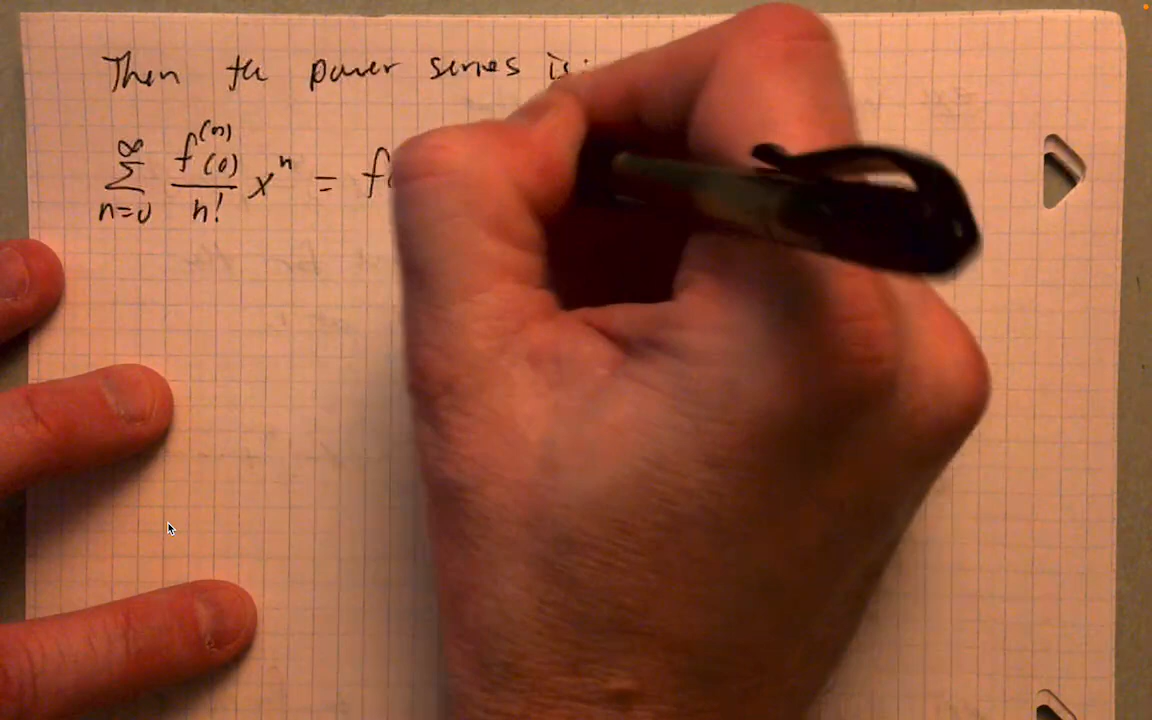 Then the power series is:
∞ Σ n=0 f^(n)(0) / n! x^n = f(